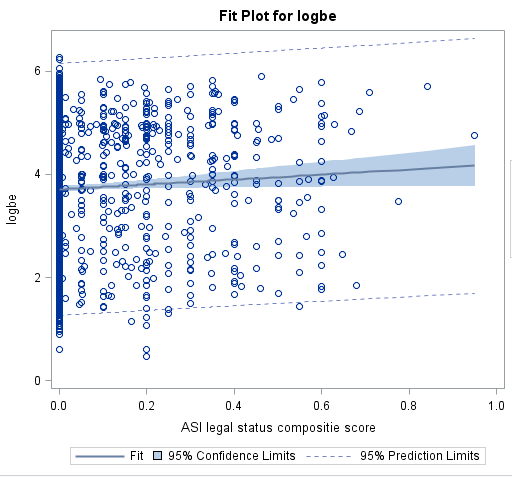 Fit Plot for logbe
6
4
2
0
logbe
0.0 0.2 0.4 0.6 0.8 1.0
ASI legal status compositie score
Fit 95% Confidence Limits 95% Prediction Limits